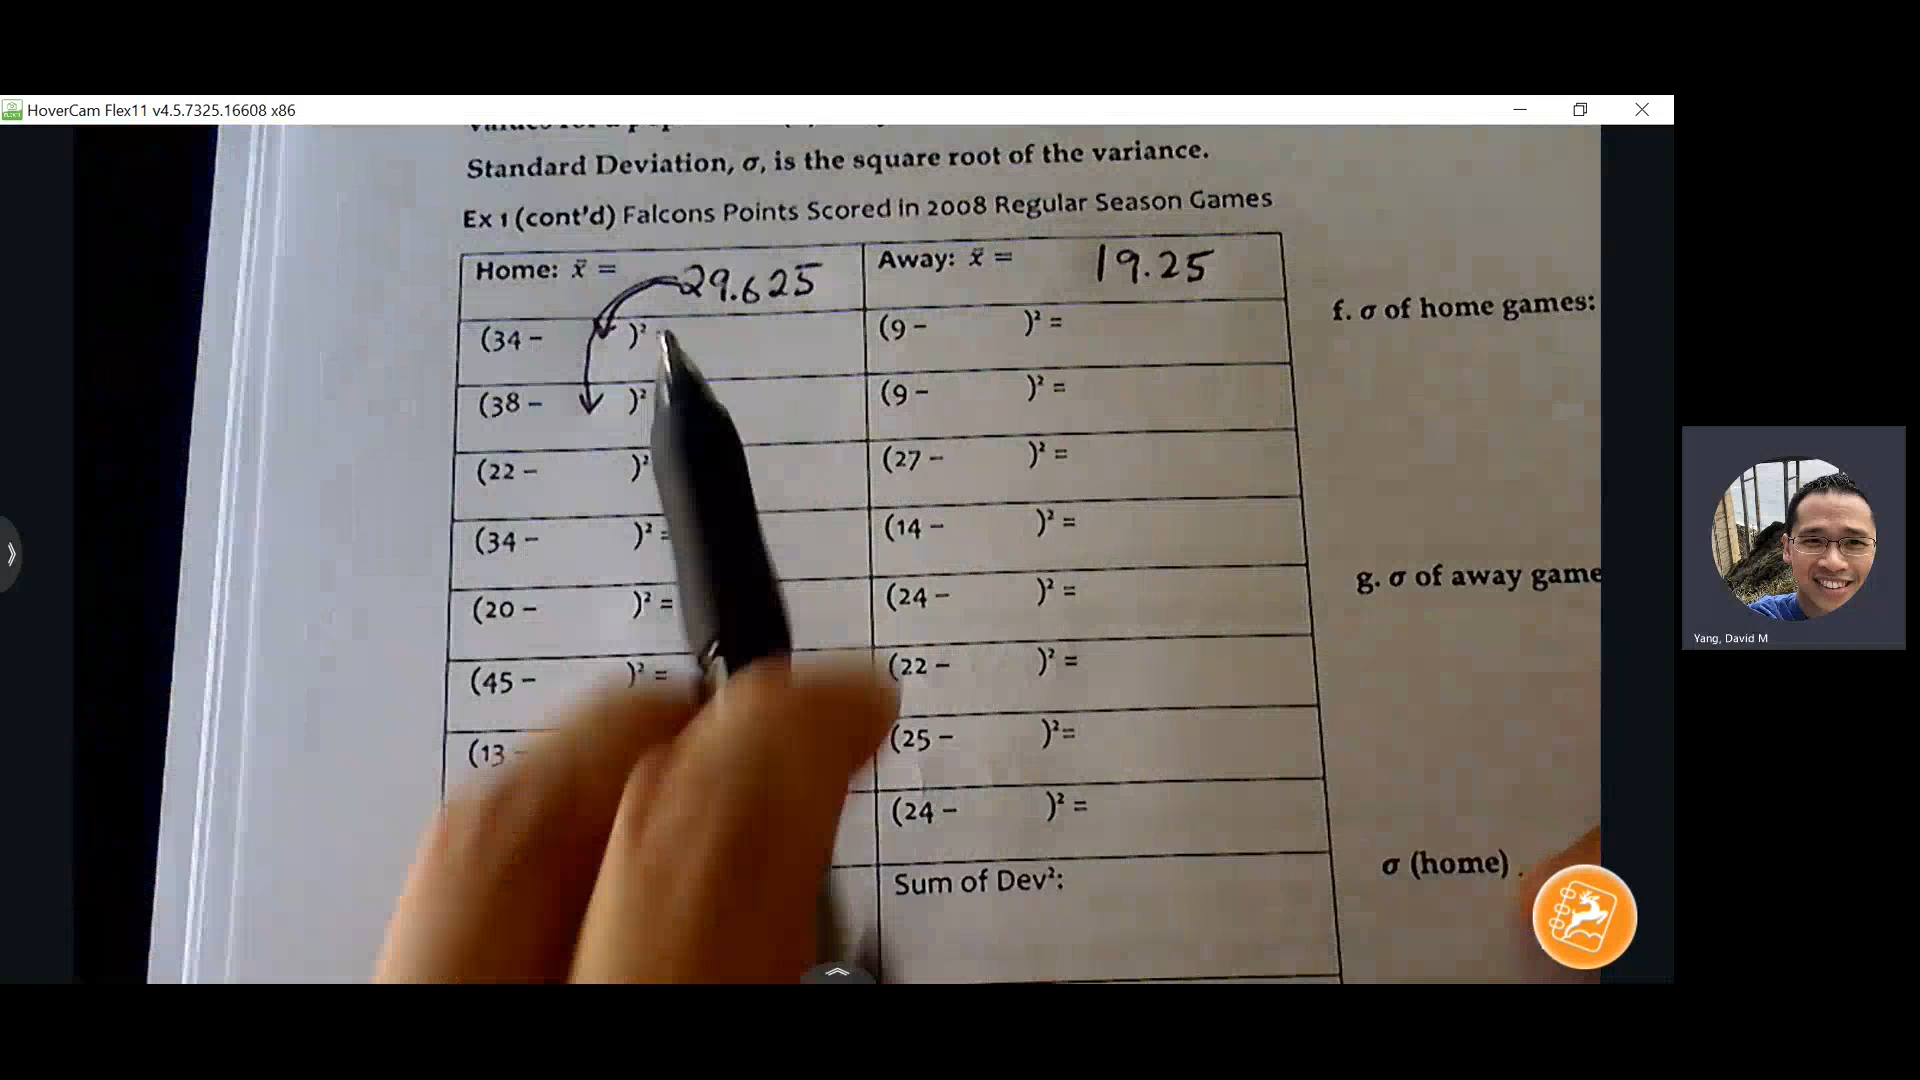 HoverCam Flex11 v4.5.7325.16608 x86
Standard Deviation, σ, is the square root of the variance.
Ex 1 (cont'd) Falcons Points Scored in 2008 Regular Season Games
Home: x̄ = 29.625
Away: x̄ = 19.25
(34 – )²
(9 – )² =
(38 – )²
(9 – )² =
(22 – )²
(27 – )² =
(34 – )² =
(14 – )² =
(20 – )² =
(24 – )² =
(45 – )² =
(22 – )² =
(13 –
(25 – )² =
(24 – )² =
Sum of Dev²:
f. σ of home games:
g. σ of away game
σ (home)
Yang, David M